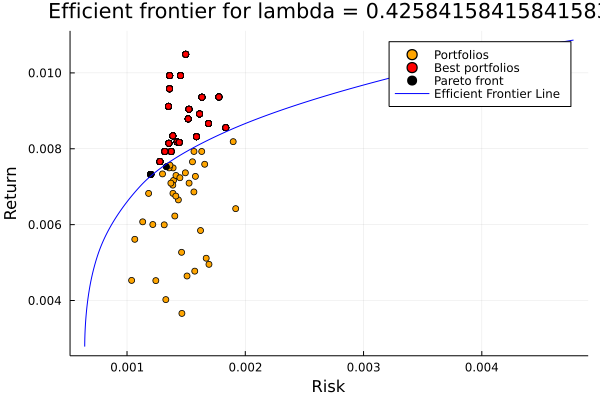 Efficient frontier for lambda = 0.4258415841584158
0.010
0.008
0.006
0.004
Return
Portfolios
Best portfolios
Pareto front
Efficient Frontier Line
0.001
0.002
0.003
0.004
Risk